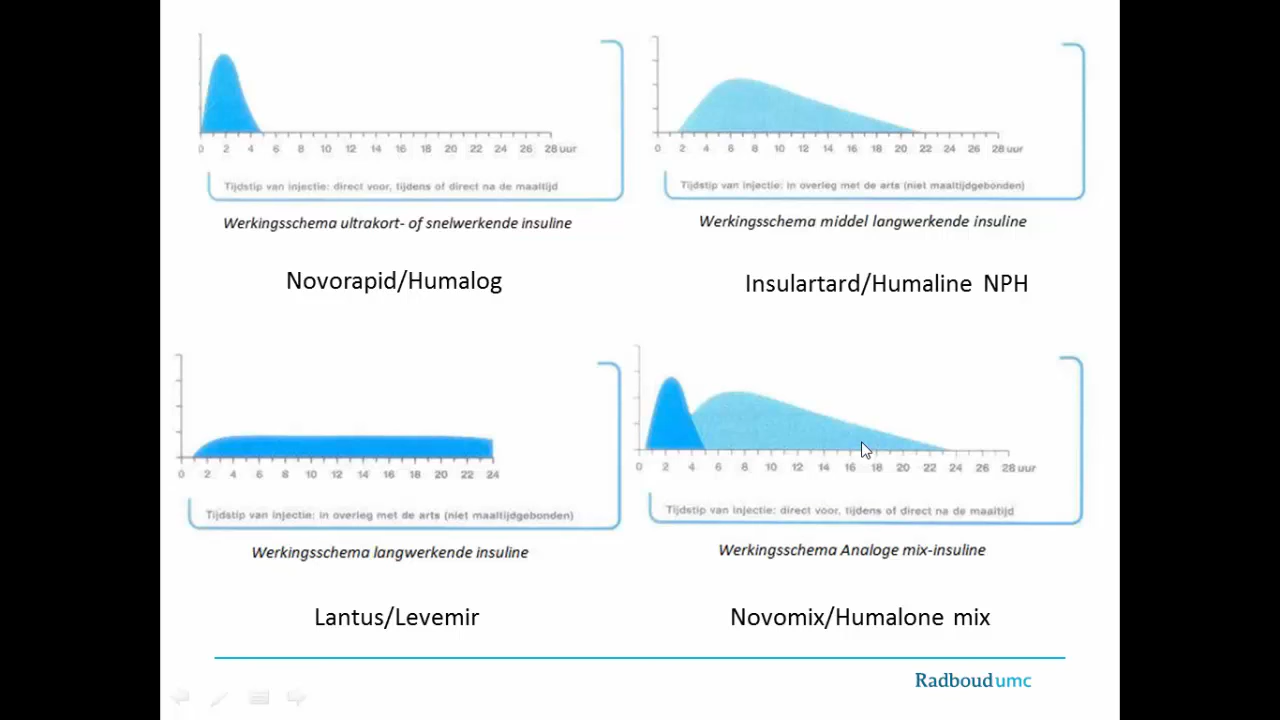 0 2 4 6 8 10 12 14 16 18 20 22 24 26 28 uur
Tijdstip van injectie: direct voor, tijdens of direct na de maaltijd
Werkingsschema ultrakort- of snelwerkende insuline
Novorapid/Humalog
0 2 4 6 8 10 12 14 16 18 20 22 24 26 28 uur
Tijdstip van injectie: in overleg met de arts (niet maaltijdgebonden)
Werkingsschema middel langwerkende insuline
Insulartard/Humaline NPH
0 2 4 6 8 10 12 14 16 18 20 22 24
Tijdstip van injectie: in overleg met de arts (niet maaltijdgebonden)
Werkingsschema langwerkende insuline
Lantus/Levemir
0 2 4 6 8 10 12 14 16 18 20 22 24 26 28 uur
Tijdstip van injectie: direct voor, tijdens of direct na de maaltijd
Werkingsschema Analoge mix-insuline
Novomix/Humalone mix
Radboudumc